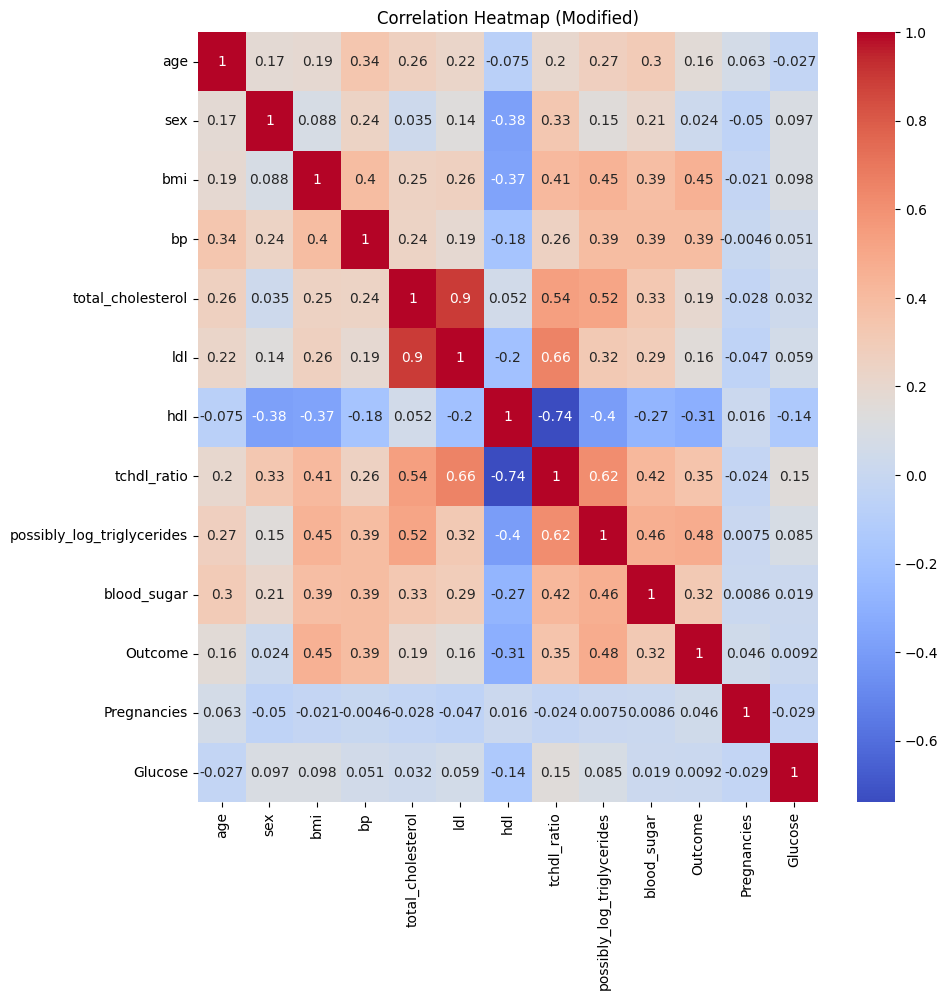 Correlation Heatmap (Modified)
age 1 0.17 0.19 0.34 0.26 0.22 -0.075 0.2 0.27 0.3 0.16 0.063 -0.027
sex 0.17 1 0.088 0.24 0.035 0.14 -0.38 0.33 0.15 0.21 0.024 -0.05 0.097
bmi 0.19 0.088 1 0.4 0.25 0.26 -0.37 0.41 0.45 0.39 0.45 -0.021 0.098
bp 0.34 0.24 0.4 1 0.24 0.19 -0.18 0.26 0.39 0.39 0.39 -0.0046 0.051
total_cholesterol 0.26 0.035 0.25 0.24 1 0.9 0.052 0.54 0.52 0.33 0.19 -0.028 0.032
ldl 0.22 0.14 0.26 0.19 0.9 1 -0.2 0.66 0.32 0.29 0.16 -0.047 0.059
hdl -0.075 -0.38 -0.37 -0.18 0.052 -0.2 1 -0.74 -0.4 -0.27 -0.31 0.016 -0.14
tchdl_ratio 0.2 0.33 0.41 0.26 0.54 0.66 -0.74 1 0.62 0.42 0.35 -0.024 0.15
possibly_log_triglycerides 0.27 0.15 0.45 0.39 0.52 0.32 -0.4 0.62 1 0.46 0.48 0.0075 0.085
blood_sugar 0.3 0.21 0.39 0.39 0.33 0.29 -0.27 0.42 0.46 1 0.32 0.0086 0.019
Outcome 0.16 0.024 0.45 0.39 0.19 0.16 -0.31 0.35 0.48 0.32 1 0.046 0.0092
Pregnancies 0.063 -0.05 -0.021 -0.0046 -0.028 -0.047 0.016 -0.024 0.0075 0.0086 0.046 1 -0.029
Glucose -0.027 0.097 0.098 0.051 0.032 0.059 -0.14 0.15 0.085 0.019 0.0092 -0.029 1
age sex bmi bp total_cholesterol ldl hdl tchdl_ratio possibly_log_triglycerides blood_sugar Outcome Pregnancies Glucose
1.0
0.8
0.6
0.4
0.2
0.0
−0.2
−0.4
−0.6